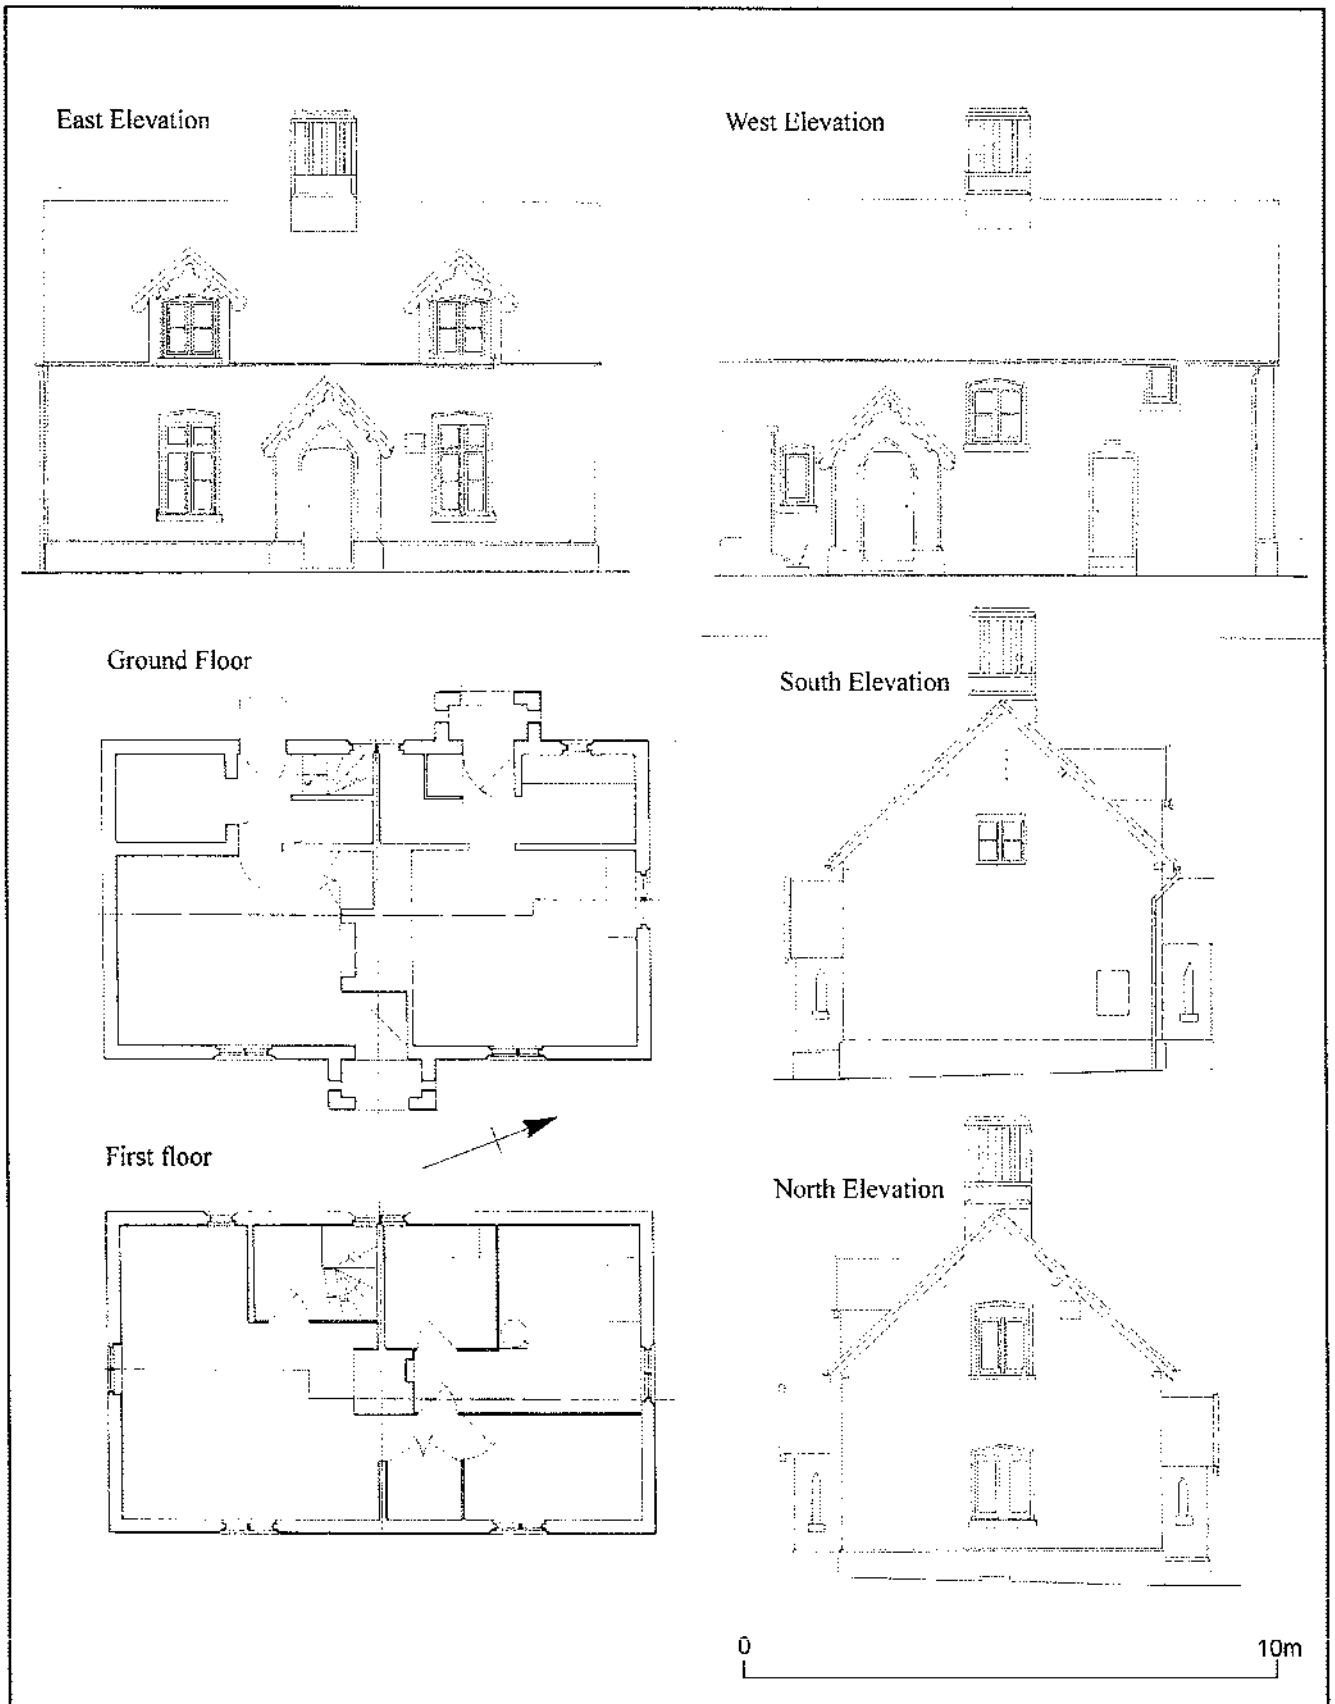 East Elevation
West Elevation
Ground Floor
South Elevation
First floor
North Elevation
0 10m